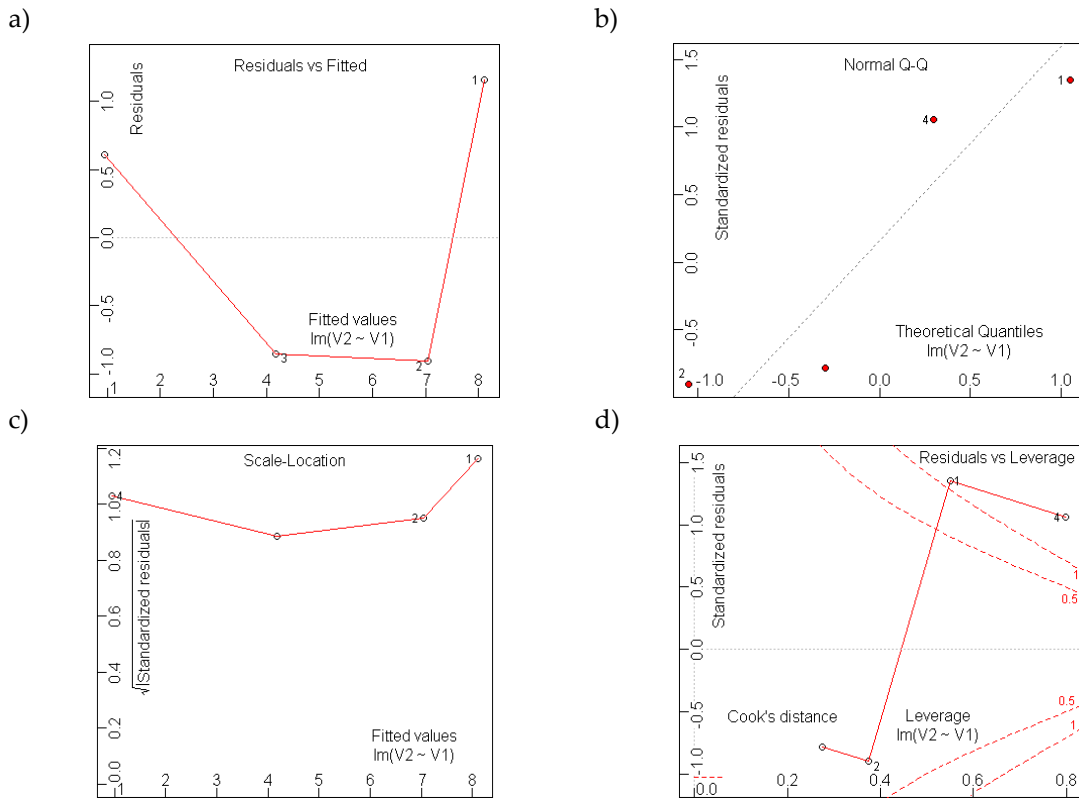 a)
Residuals vs Fitted
Residuals
-1.0 -0.5 0.0 0.5 1.0
1
3
2
Fitted values
lm(V2 ~ V1)
1 2 3 4 5 6 7 8
b)
Normal Q-Q
Standardized residuals
-0.5 0.0 0.5 1.0 1.5
1
4
2
Theoretical Quantiles
lm(V2 ~ V1)
-1.0 -0.5 0.0 0.5 1.0
c)
Scale-Location
√|Standardized residuals|
0.0 0.2 0.4 0.6 0.8 1.0 1.2
4
2
1
Fitted values
lm(V2 ~ V1)
1 2 3 4 5 6 7 8
d)
Residuals vs Leverage
Standardized residuals
-1.0 -0.5 0.0 0.5 1.0 1.5
1
4
1
0.5
0.5
1
2
Cook's distance
Leverage
lm(V2 ~ V1)
0.0 0.2 0.4 0.6 0.8